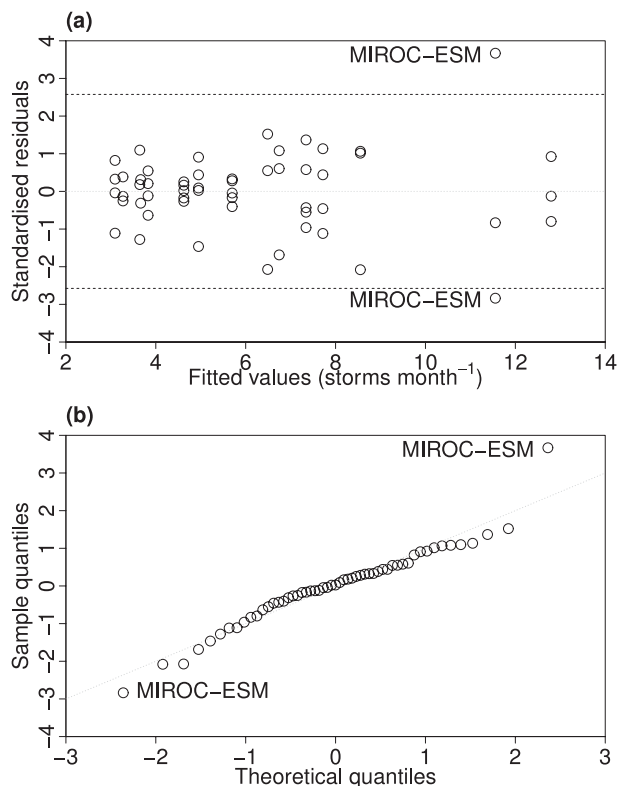 (a)
4
3
2
1
0
−1
−2
−3
−4
Standardised residuals
MIROC−ESM
MIROC−ESM
2 4 6 8 10 12 14
Fitted values (storms month⁻¹)
(b)
4
3
2
1
0
−1
−2
−3
−4
Sample quantiles
MIROC−ESM
MIROC−ESM
−3 −2 −1 0 1 2 3
Theoretical quantiles